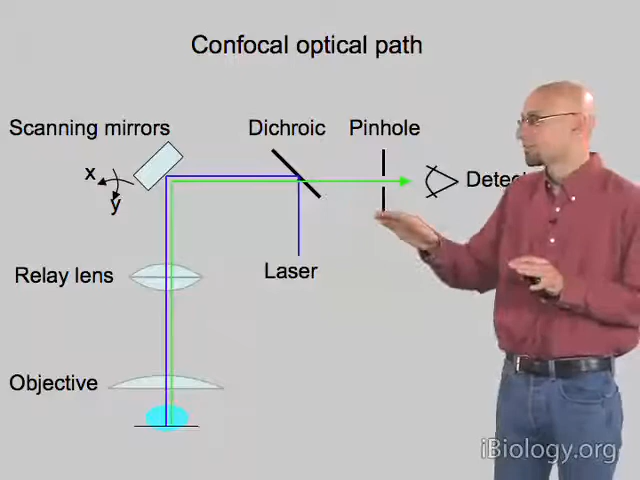 Confocal optical path
Scanning mirrors
Dichroic
Pinhole
x
y
Relay lens
Laser
Objective
iBiology.org